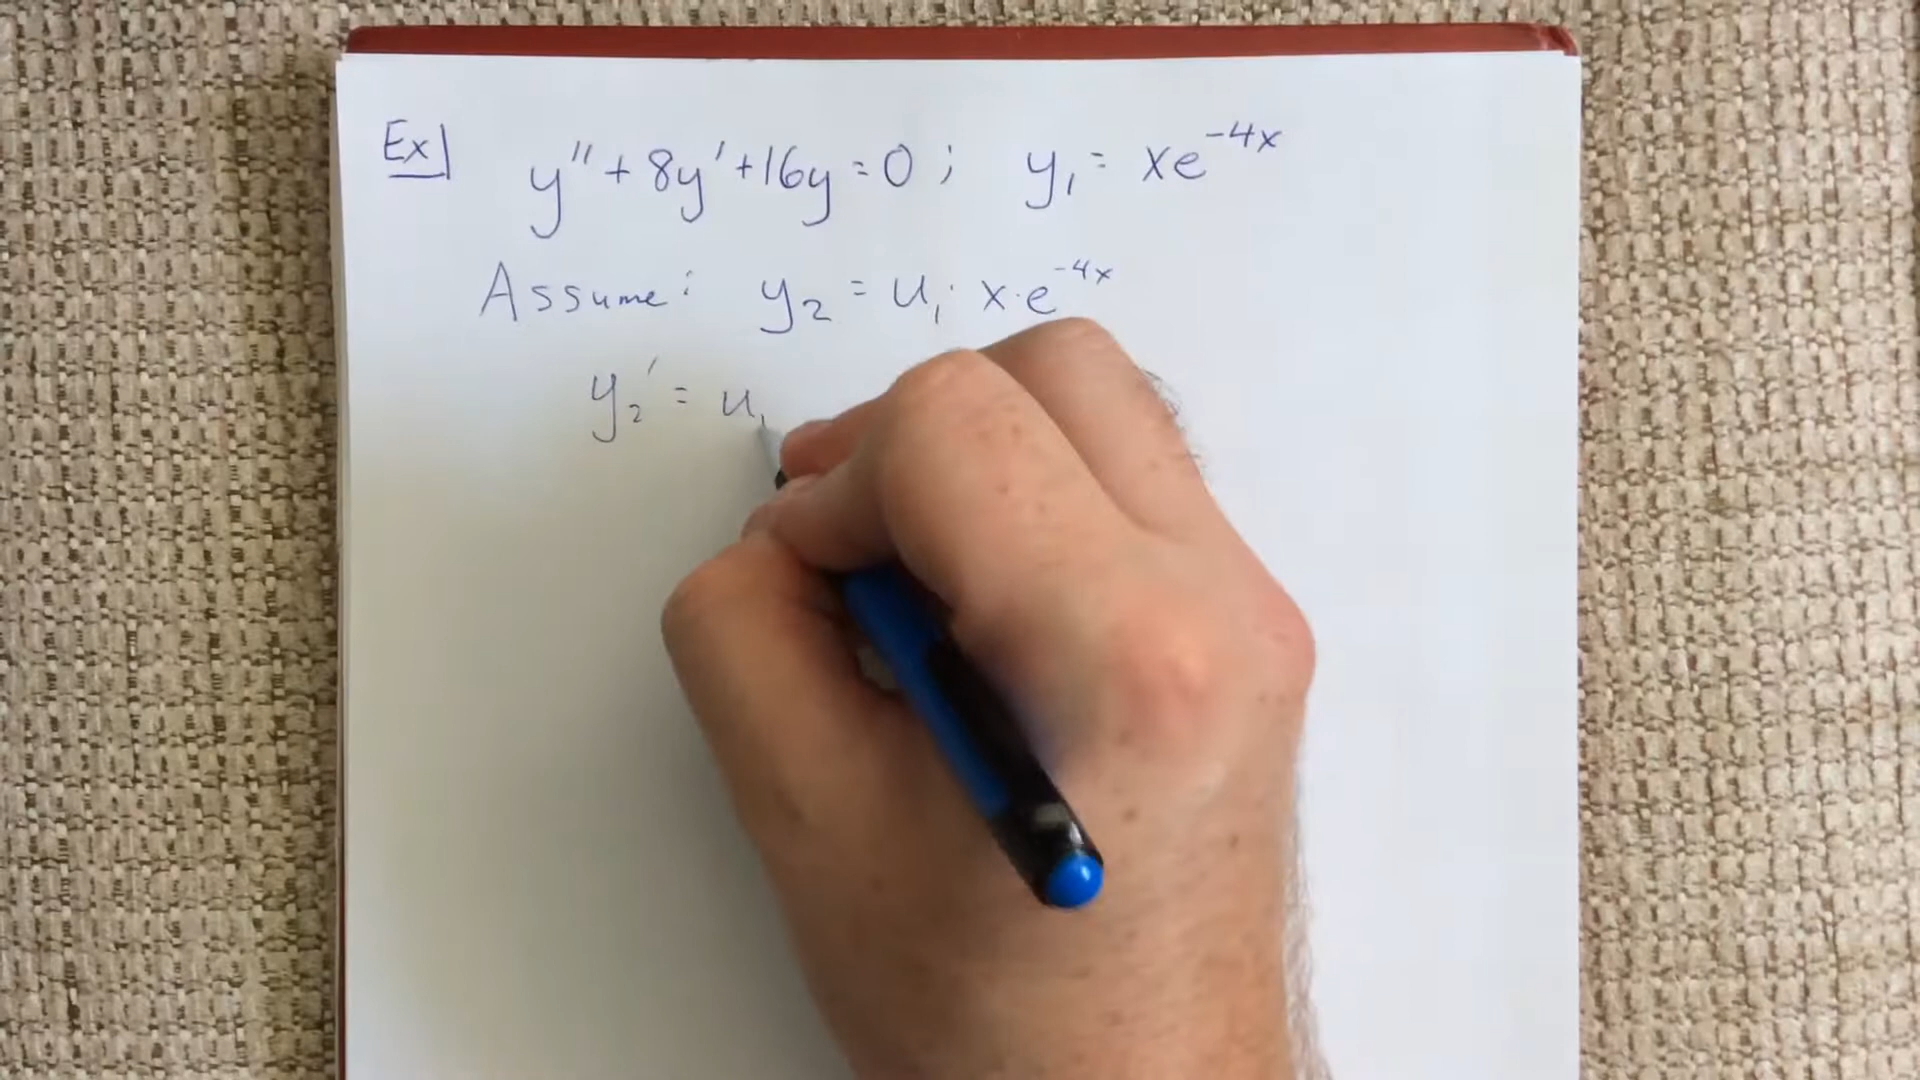 Ex] y'' + 8y' + 16y = 0 ; y₁ = xe⁻⁴ˣ
Assume: y₂ = u₁ · x · e⁻⁴ˣ
y₂' = u₁